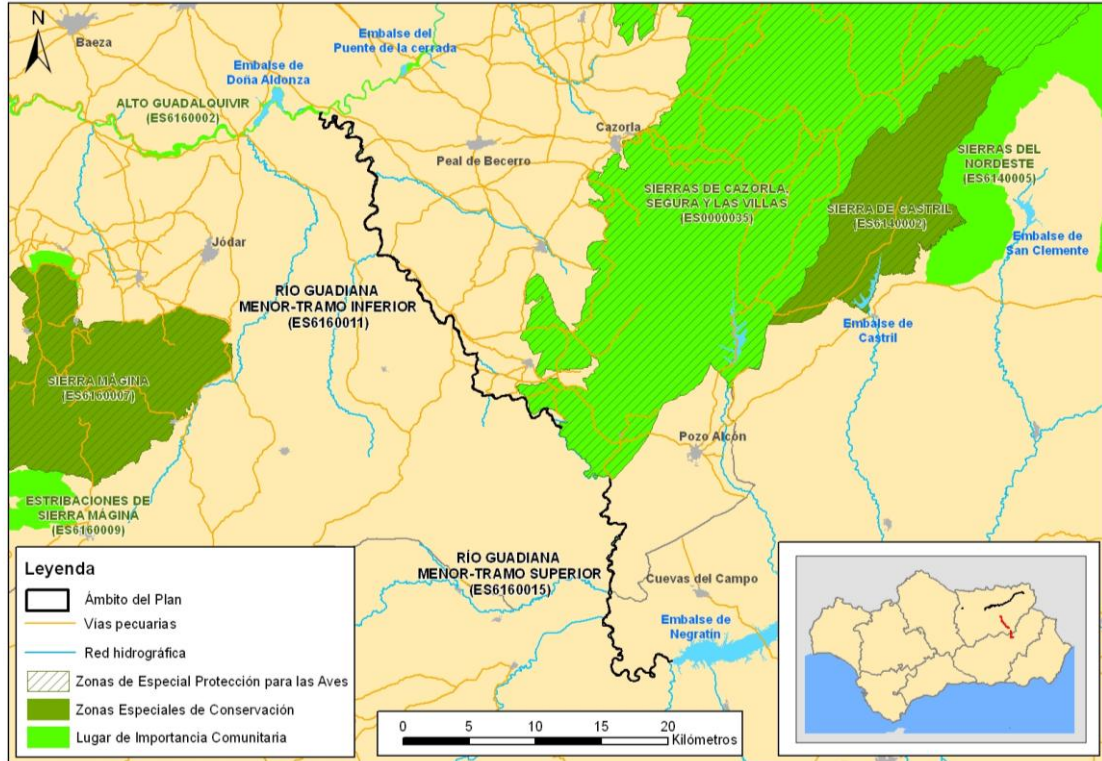 N
Baeza
Embalse del
Puente de la cerrada
Embalse de
Doña Aldonza
ALTO GUADALQUIVIR
(ES6160002)
Cazorla
Peal de Becerro
SIERRAS DEL
NORDESTE
(ES6140005)
SIERRAS DE CAZORLA,
SEGURA Y LAS VILLAS
(ES0000035)
SIERRA DE CASTRIL
(ES6140002)
Embalse de
San Clemente
Jódar
RÍO GUADIANA
MENOR-TRAMO INFERIOR
(ES6160011)
Embalse de
Castril
SIERRA MÁGINA
(ES6160007)
Pozo Alcón
ESTRIBACIONES DE
SIERRA MÁGINA
(ES6160009)
RÍO GUADIANA
MENOR-TRAMO SUPERIOR
(ES6160015)
Cuevas del Campo
Embalse de
Negratín
Leyenda
Ámbito del Plan
Vías pecuarias
Red hidrográfica
Zonas de Especial Protección para las Aves
Zonas Especiales de Conservación
Lugar de Importancia Comunitaria
0 5 10 15 20
Kilómetros